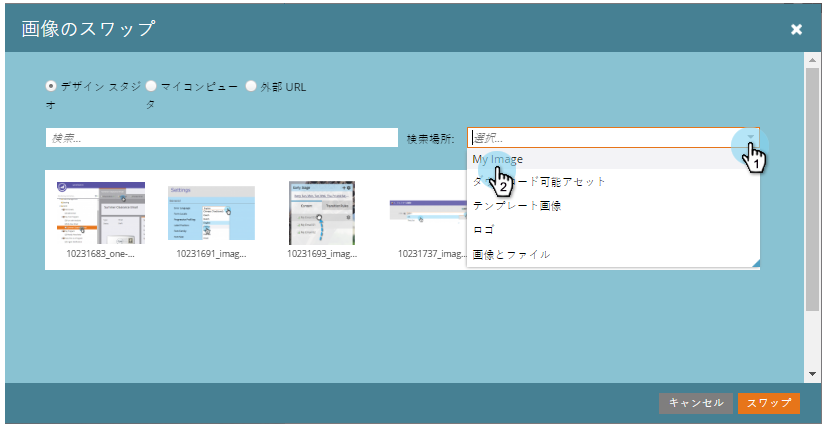 画像のスワップ
デザイン スタジオ
マイコンピュータ
外部 URL
検索...
検索場所:
選択...
1
My Image
2
ダウンロード可能アセット
テンプレート画像
ロゴ
画像とファイル
Settings
10231683_one-...
10231691_imag...
10231693_imag...
10231737_imag...
キャンセル
スワップ